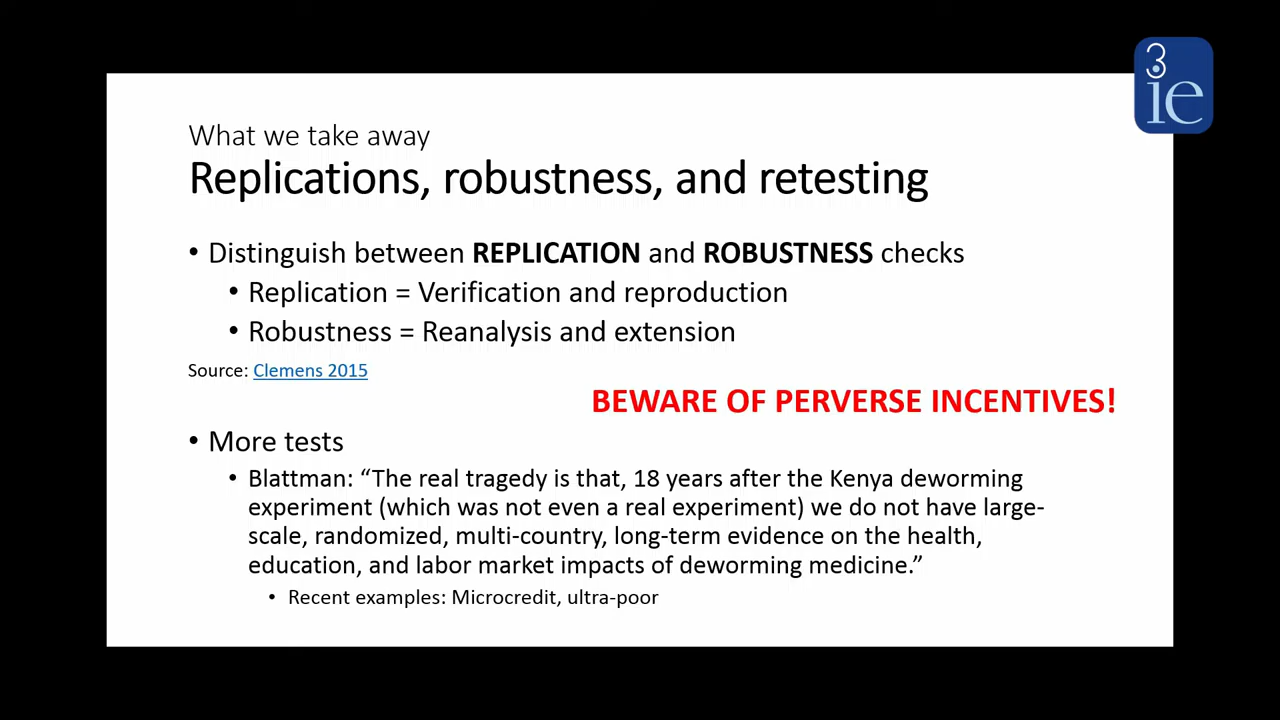 3
ie
What we take away
Replications, robustness, and retesting
• Distinguish between REPLICATION and ROBUSTNESS checks
• Replication = Verification and reproduction
• Robustness = Reanalysis and extension
Source: Clemens 2015
BEWARE OF PERVERSE INCENTIVES!
• More tests
• Blattman: “The real tragedy is that, 18 years after the Kenya deworming
experiment (which was not even a real experiment) we do not have large-
scale, randomized, multi-country, long-term evidence on the health,
education, and labor market impacts of deworming medicine.”
• Recent examples: Microcredit, ultra-poor